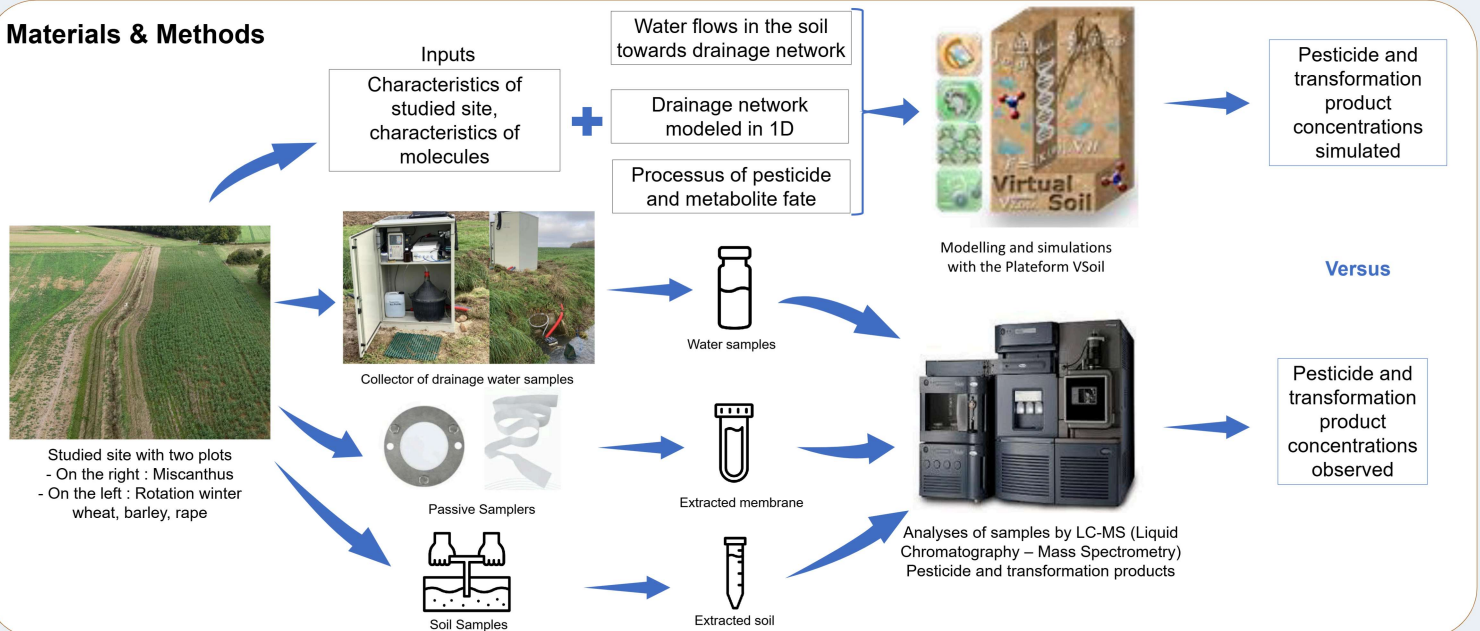 Materials & Methods
Inputs
Characteristics of
studied site,
characteristics of
molecules
Water flows in the soil
towards drainage network
Drainage network
modeled in 1D
Processus of pesticide
and metabolite fate
Virtual
Soil
Modelling and simulations
with the Plateform VSoil
Pesticide and
transformation
product
concentrations
simulated
Versus
Studied site with two plots
- On the right : Miscanthus
- On the left : Rotation winter
wheat, barley, rape
Collector of drainage water samples
Water samples
Passive Samplers
Extracted membrane
Soil Samples
Extracted soil
Analyses of samples by LC-MS (Liquid
Chromatography – Mass Spectrometry)
Pesticide and transformation products
Pesticide and
transformation
product
concentrations
observed